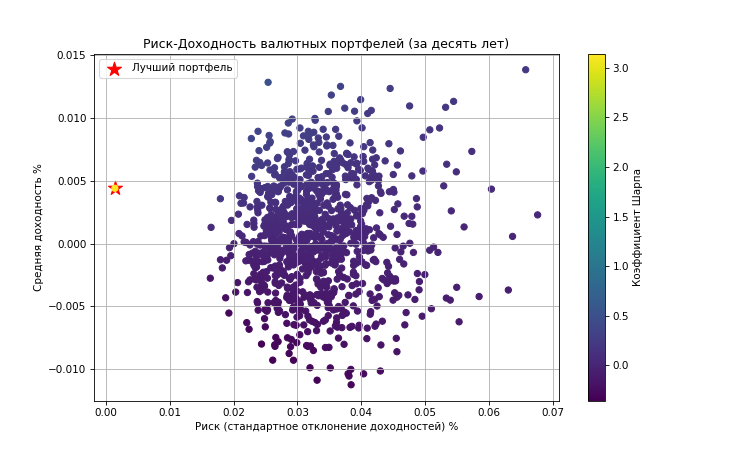 Риск-Доходность валютных портфелей (за десять лет)
Лучший портфель
0.015
0.010
0.005
0.000
−0.005
−0.010
Средняя доходность %
0.00 0.01 0.02 0.03 0.04 0.05 0.06 0.07
Риск (стандартное отклонение доходностей) %
3.0
2.5
2.0
1.5
1.0
0.5
0.0
Коэффициент Шарпа